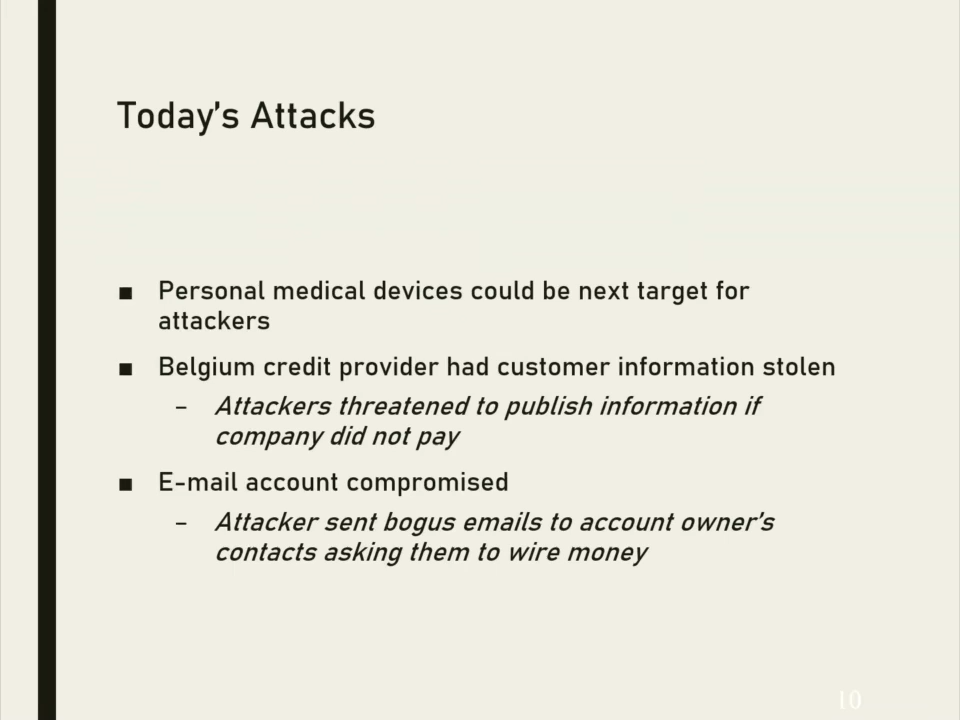 Today's Attacks
■ Personal medical devices could be next target for
attackers
■ Belgium credit provider had customer information stolen
– Attackers threatened to publish information if
company did not pay
■ E-mail account compromised
– Attacker sent bogus emails to account owner's
contacts asking them to wire money
10